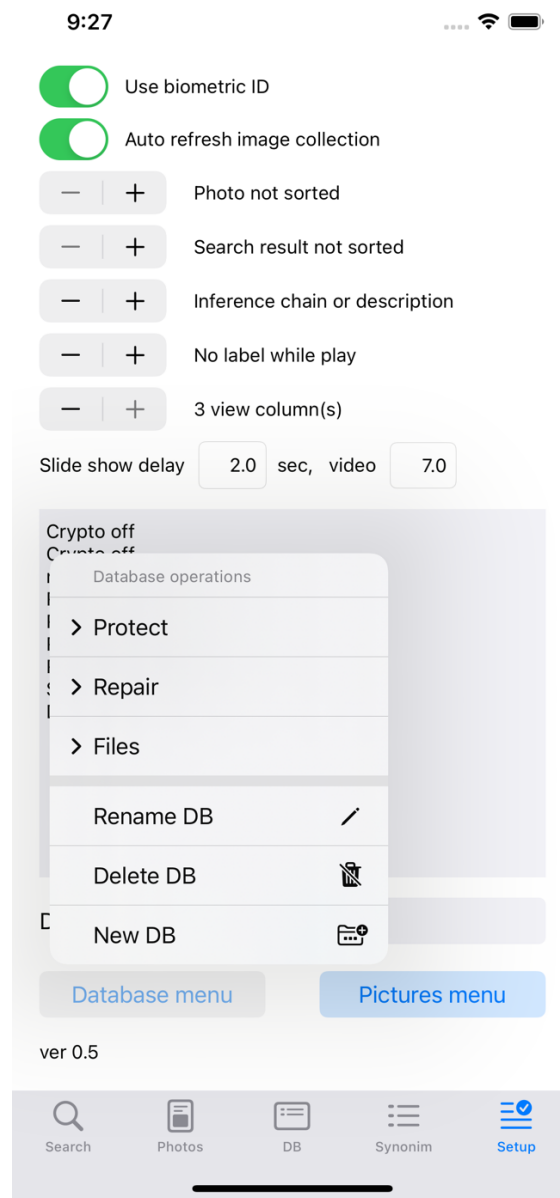 9:27
Use biometric ID
Auto refresh image collection
Photo not sorted
Search result not sorted
Inference chain or description
No label while play
3 view column(s)
Slide show delay 2.0 sec, video 7.0
Crypto off
Crypto off
Database operations
Protect
Repair
Files
Rename DB
Delete DB
New DB
Database menu Pictures menu
ver 0.5
Search Photos DB Synonim Setup